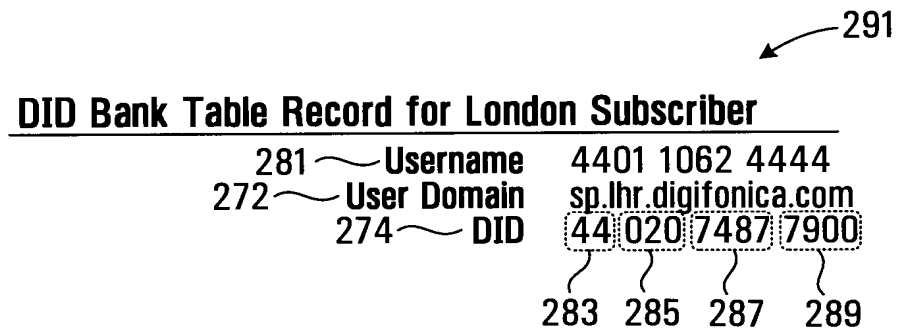 291
DID Bank Table Record for London Subscriber
281 Username 4401 1062 4444
272 User Domain sp.lhr.digifonica.com
274 DID 44 020 7487 7900
283 285 287 289